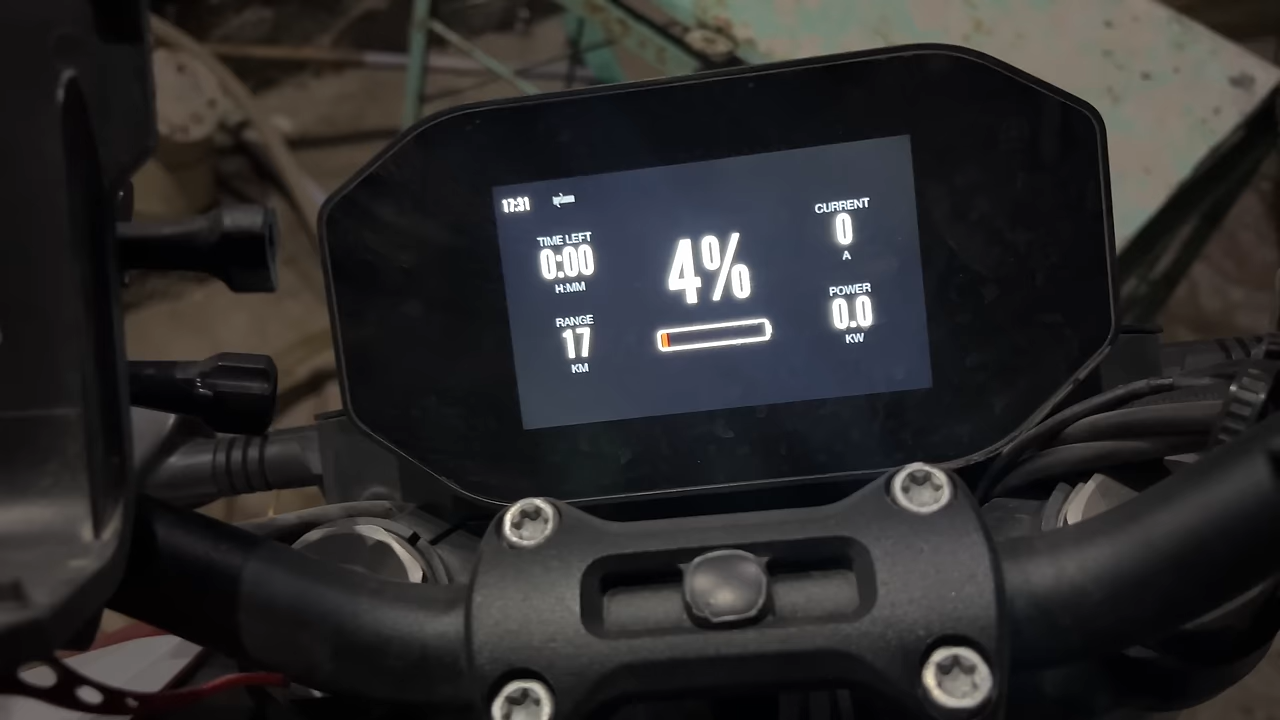 17:31
TIME LEFT
0:00
H:MM
RANGE
17
KM
4%
CURRENT
0
A
POWER
0.0
KW